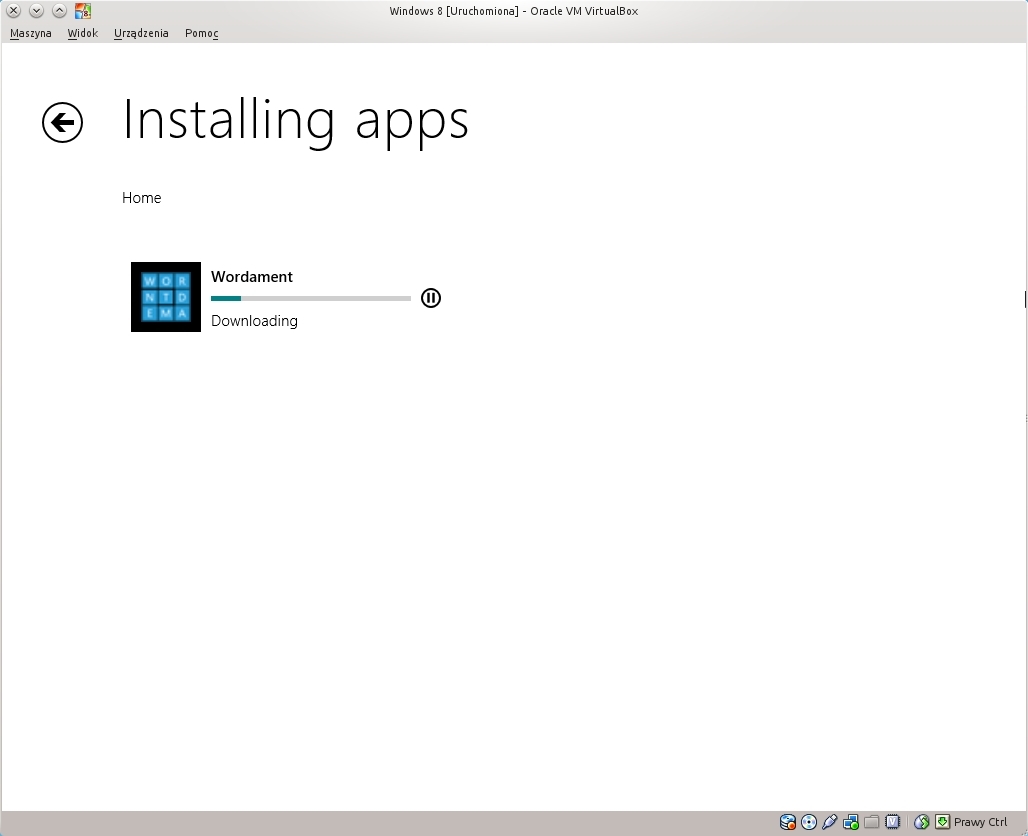 Windows 8 [Uruchomiona] - Oracle VM VirtualBox
Maszyna Widok Urządzenia Pomoc
Installing apps
Home
W O R
N T D
E M A
Wordament
Downloading
Prawy Ctrl